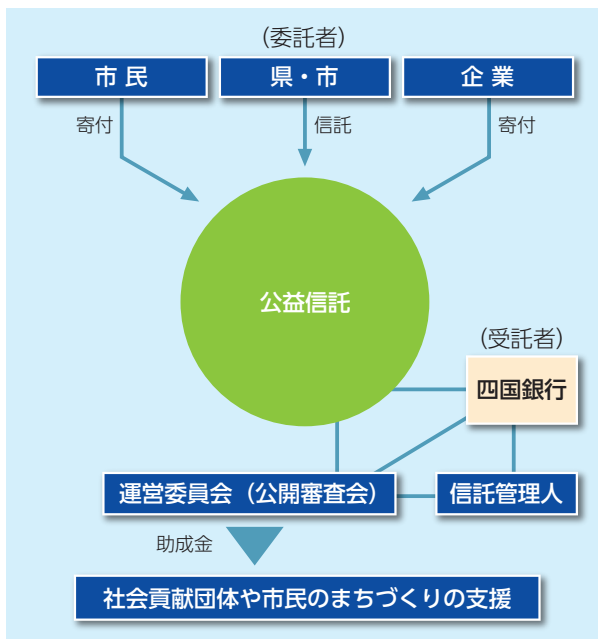 (委託者)
市民
県・市
企業
寄付
信託
寄付
公益信託
(受託者)
四国銀行
運営委員会(公開審査会)
信託管理人
助成金
社会貢献団体や市民のまちづくりの支援